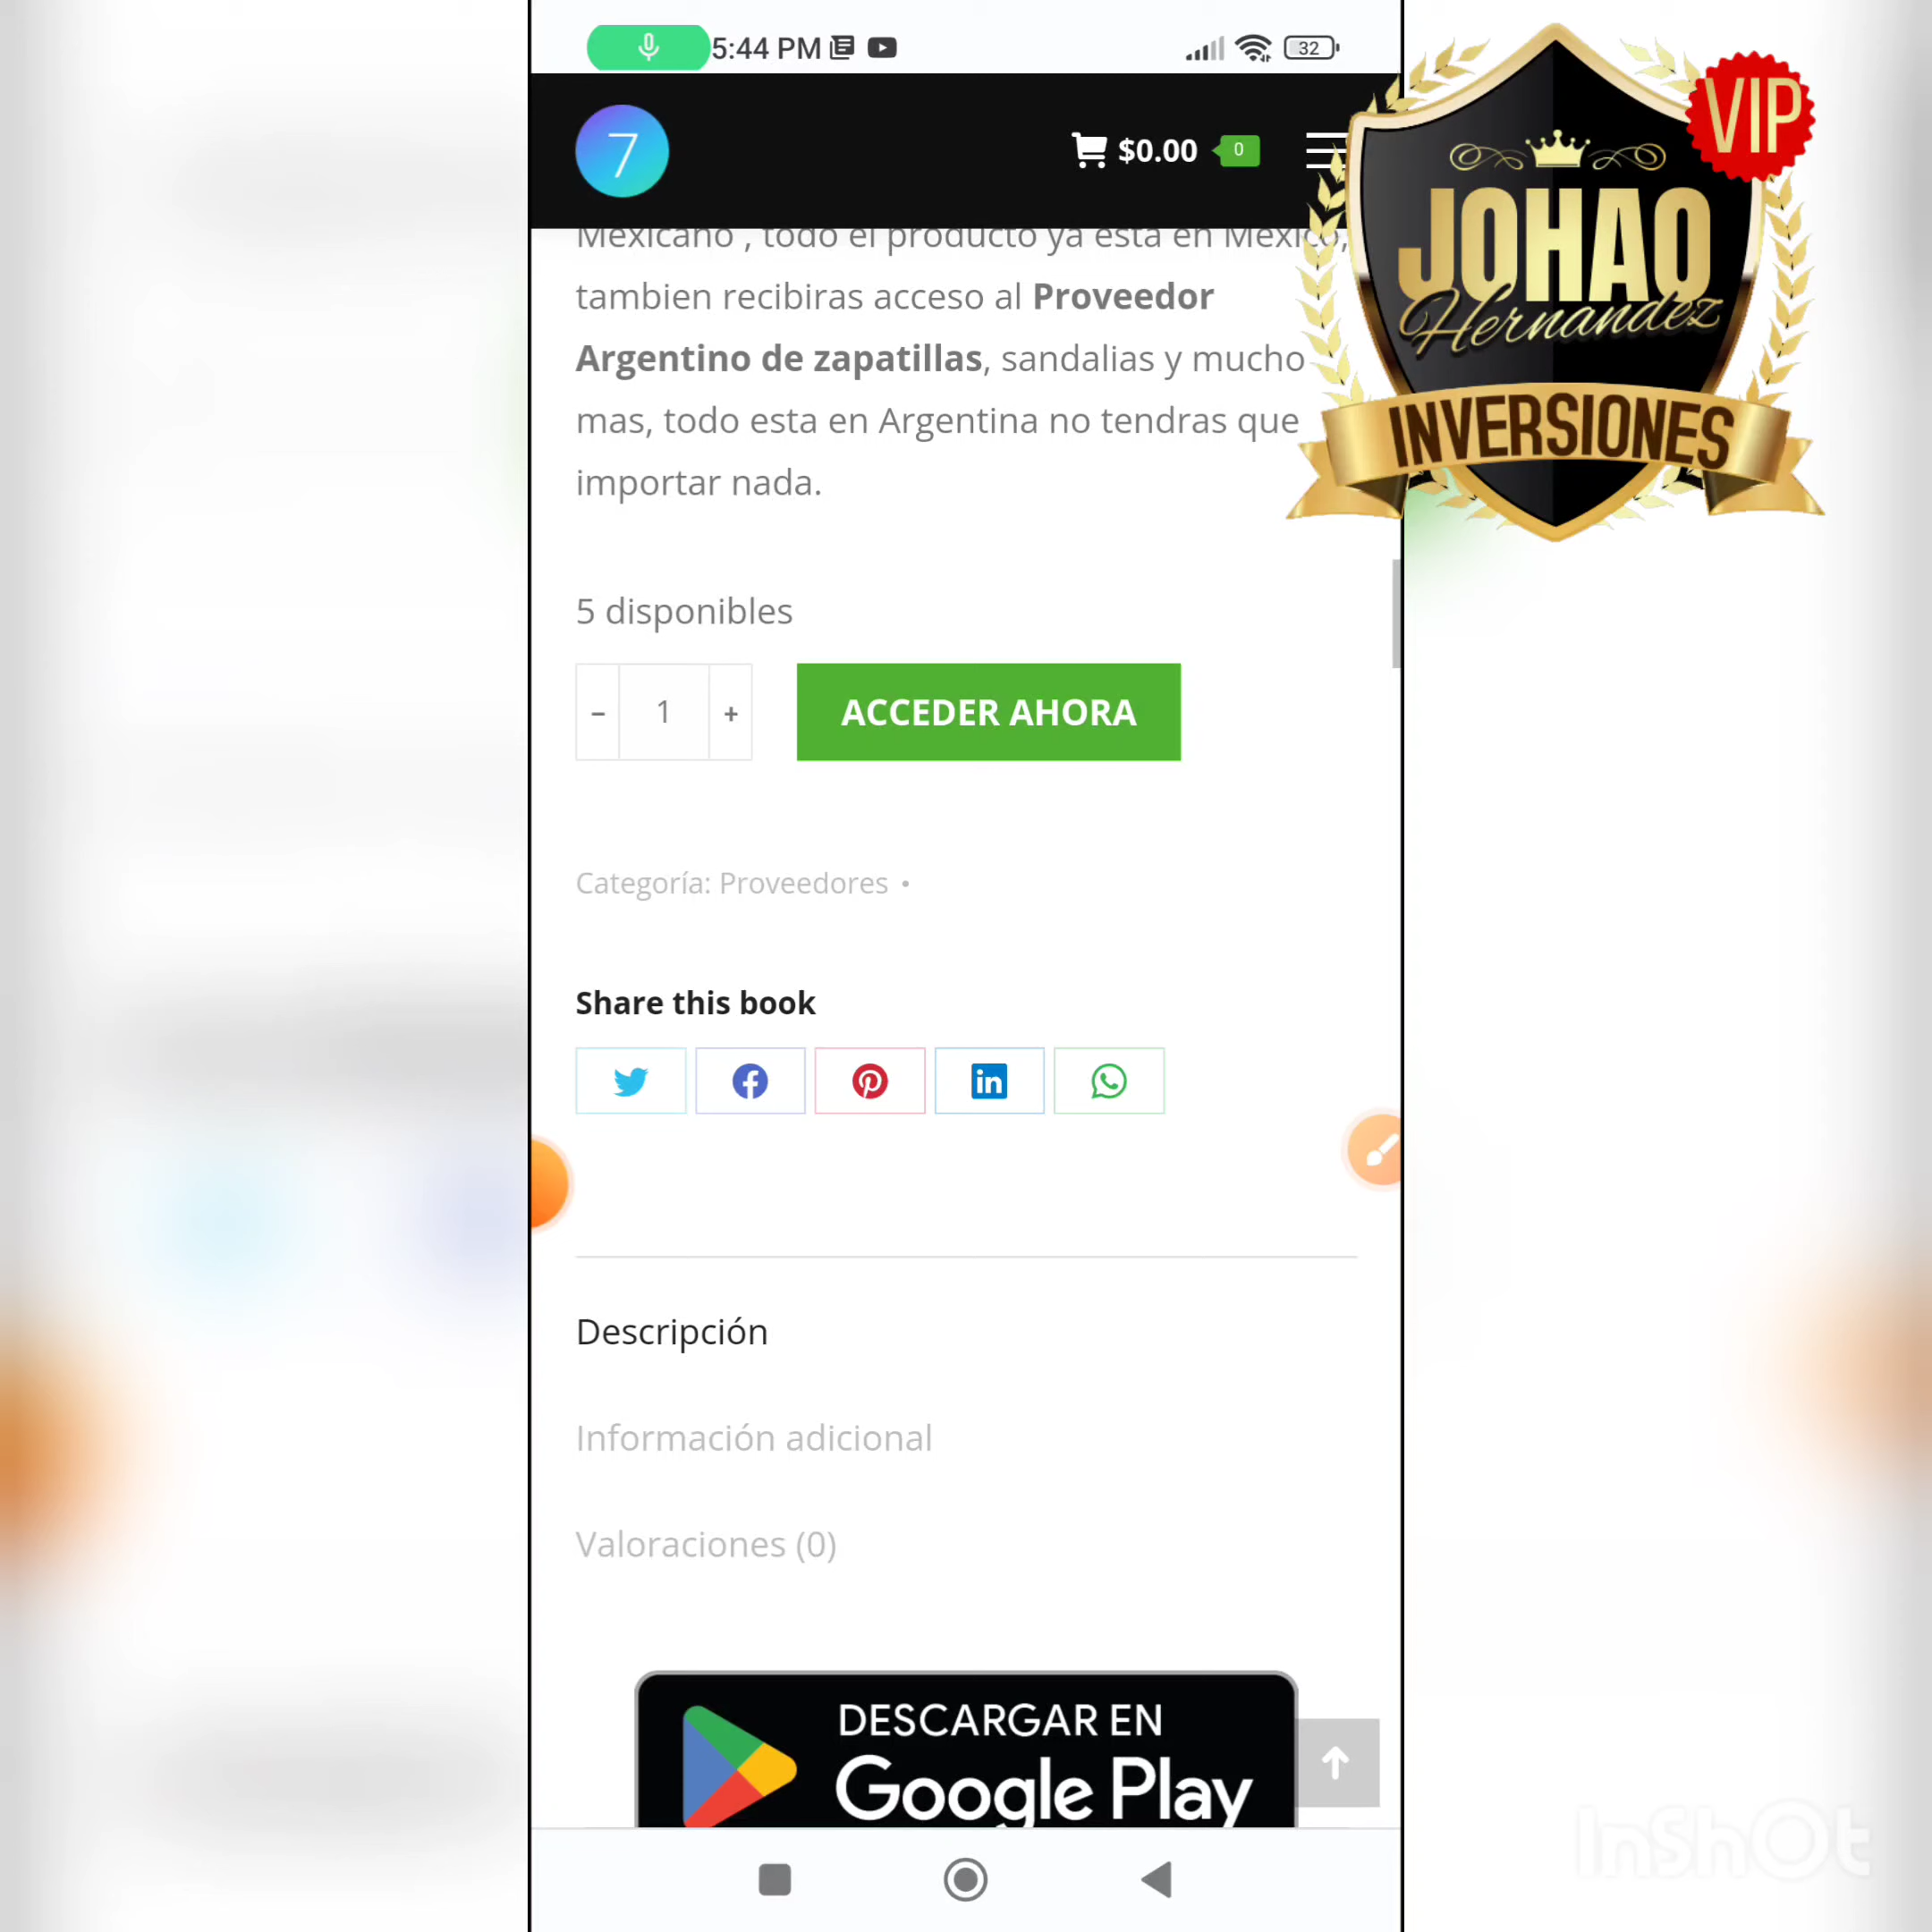 5:44 PM
32
7
$0.00
0
VIP
JOHAO
Hernandez
INVERSIONES
Mexicano , todo el producto ya esta en Mexico,
tambien recibiras acceso al Proveedor
Argentino de zapatillas, sandalias y mucho
mas, todo esta en Argentina no tendras que
importar nada.
5 disponibles
− 1 +
ACCEDER AHORA
Categoría: Proveedores •
Share this book
in
Descripción
Información adicional
Valoraciones (0)
DESCARGAR EN
Google Play
InShOt